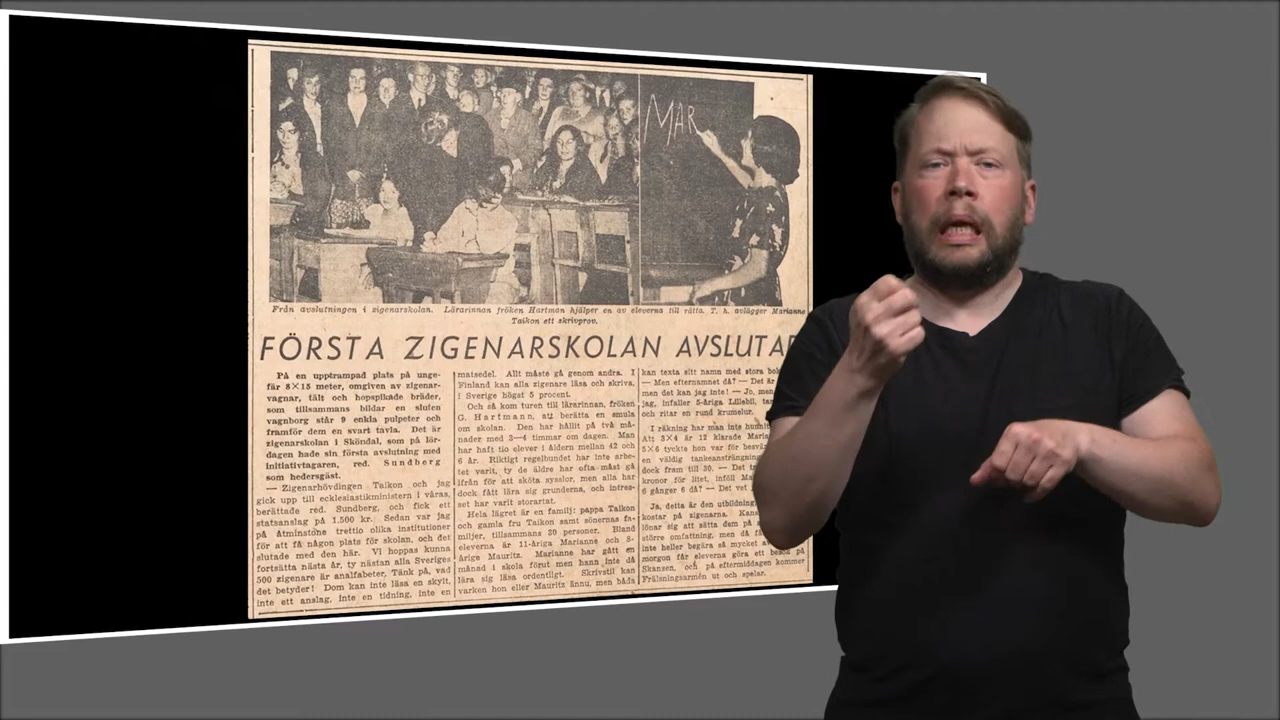 MAR
Från avslutningen i zigenarskolan. Lärarinnan fröken Hartman hjälper en av eleverna till rätta. T. h. avlägger Marianne
Taikon ett skrivprov.
FÖRSTA ZIGENARSKOLAN
På en upptrampad plats på unge-
fär 8×15 meter, omgiven av zigenar-
vagnar, tält och hopspikade bräder,
som tillsammans bildar en sluten
vagnborg står 9 enkla pulpeter och
framför dem en svart tavla. Det är
zigenarskolan i Sköndal, som på lör-
dagen hade sin första avslutning med
initiativtagaren, red. Sundberg
som hedersgäst.
— Zigenarhövdingen Taikon och jag
gick upp till ecklesiastikministern i våras,
berättade red. Sundberg, och fick ett
statsanslag på 1.500 kr. Sedan var jag
på åtminstone trettio olika institutioner
för att få någon plats för skolan, och det
slutade med den här. Vi hoppas kunna
fortsätta nästa år, ty nästan alla Sveriges
500 zigenare är analfabeter. Tänk på, vad
det betyder! Dom kan inte läsa en skylt,
inte ett anslag, inte en tidning, inte en
matsedel. Allt måste gå genom andra. I
Finland kan alla zigenare läsa och skriva,
i Sverige högst 5 procent.
Och så kom turen till lärarinnan, fröken
G. Hartmann, att berätta en smula
om skolan. Den har hållit på två må-
nader med 3—4 timmar om dagen. Man
har haft tio elever i åldern mellan 42 och
6 år. Riktigt regelbundet har inte arbe-
tet varit, ty de äldre har ofta måst gå
ifrån för att sköta sysslor, men alla har
dock fått lära sig grunderna, och intres-
set har varit storartat.
Hela lägret är en familj: pappa Taikon
och gamla fru Taikon samt sönernas fa-
miljer, tillsammans 30 personer. Bland
eleverna är 11-åriga Marianne och 8-
årige Mauritz. Marianne har gått en
månad i skola förut men hann inte då
lära sig läsa ordentligt. Skrivstil kan
varken hon eller Mauritz ännu, men båda
kan texta sitt namn med stora
— Men efternamnet då? — Det är
men det kan jag inte! — Jo, men
jag, infaller 5-åriga Lillebil,
och ritar en rund krumelur.
I räkning har man inte
Att 3×4 är 12 klarade
5×6 tyckte hon var för
en väldig
dock fram till 30. — Det
kronor för litet, inföll
6 gånger 6 då? — Det vet
Ja, detta är den
kostar på zigenarna.
lönar sig att sätta dem på
större omfattning, men då
inte heller begära så mycket
morgon får eleverna göra ett besök på
Skansen, och på eftermiddagen kommer
Frälsningsarmén ut och spelar.